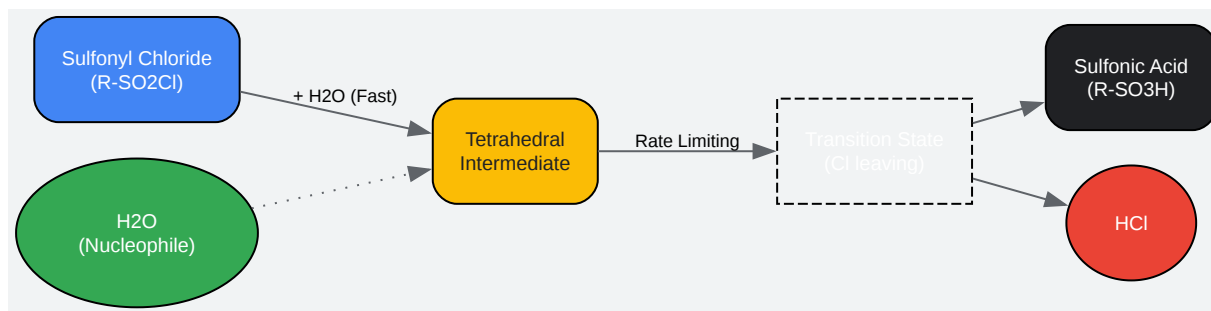 Sulfonyl Chloride
(R-SO2Cl)
+ H2O (Fast)
H2O
(Nucleophile)
Tetrahedral
Intermediate
Rate Limiting
Transition State
(Cl leaving)
Sulfonic Acid
(R-SO3H)
HCl